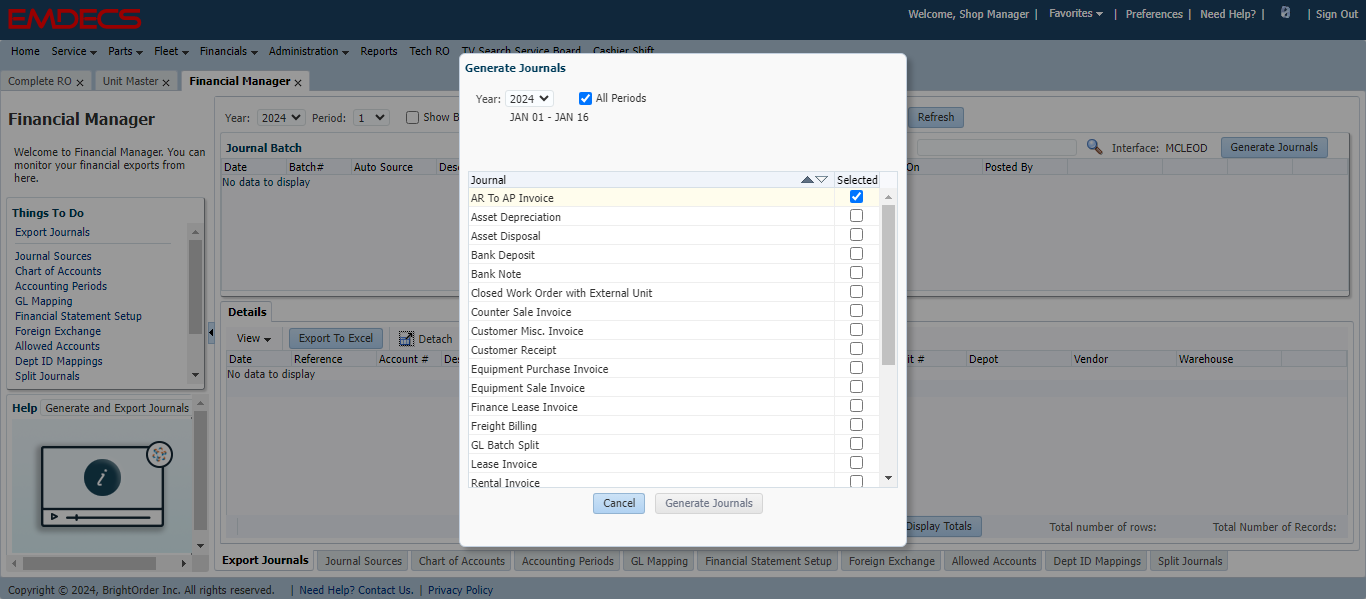 EMDECS
Welcome, Shop Manager | Favorites | Preferences | Need Help? | | Sign Out
Home Service Parts Fleet Financials Administration Reports Tech RO TV Search Service Board Cashier Shift
Complete RO x Unit Master x Financial Manager x
Financial Manager
Welcome to Financial Manager. You can
monitor your financial exports from
here.
Things To Do
Export Journals
Journal Sources
Chart of Accounts
Accounting Periods
GL Mapping
Financial Statement Setup
Foreign Exchange
Allowed Accounts
Dept ID Mappings
Split Journals
Help Generate and Export Journals
i
Year: 2024 Period: 1 Show B
Refresh
Journal Batch
Interface: MCLEOD Generate Journals
Date Batch# Auto Source Desc
On Posted By
No data to display
Details
View Export To Excel Detach
Date Reference Account # Des
it # Depot Vendor Warehouse
No data to display
Display Totals Total number of rows: Total Number of Records:
Generate Journals
Year: 2024 All Periods
JAN 01 - JAN 16
Journal Selected
AR To AP Invoice
Asset Depreciation
Asset Disposal
Bank Deposit
Bank Note
Closed Work Order with External Unit
Counter Sale Invoice
Customer Misc. Invoice
Customer Receipt
Equipment Purchase Invoice
Equipment Sale Invoice
Finance Lease Invoice
Freight Billing
GL Batch Split
Lease Invoice
Rental Invoice
Cancel Generate Journals
Export Journals Journal Sources Chart of Accounts Accounting Periods GL Mapping Financial Statement Setup Foreign Exchange Allowed Accounts Dept ID Mappings Split Journals
Copyright © 2024, BrightOrder Inc. All rights reserved. | Need Help? Contact Us. | Privacy Policy